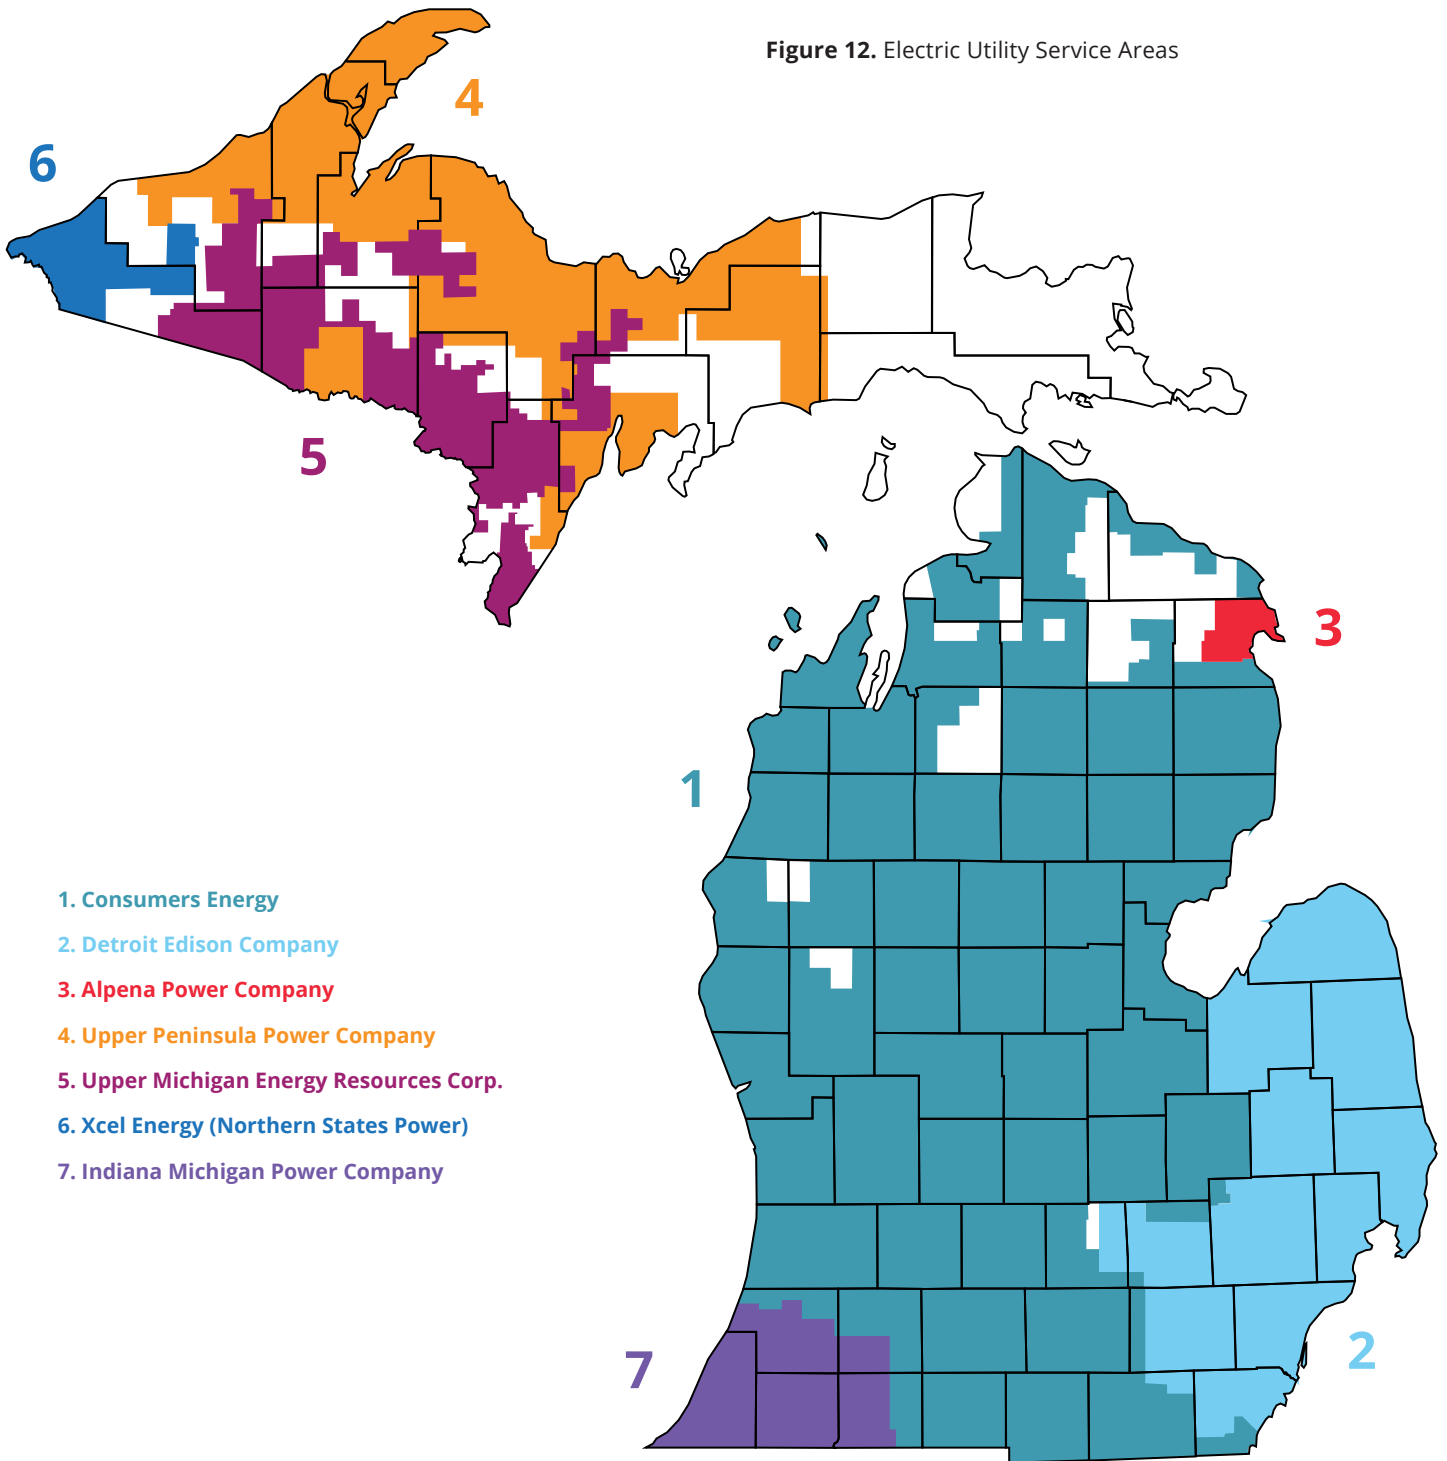 Figure 12. Electric Utility Service Areas
4
6
5
3
1
1. Consumers Energy
2. Detroit Edison Company
3. Alpena Power Company
4. Upper Peninsula Power Company
5. Upper Michigan Energy Resources Corp.
6. Xcel Energy (Northern States Power)
7. Indiana Michigan Power Company
2
7